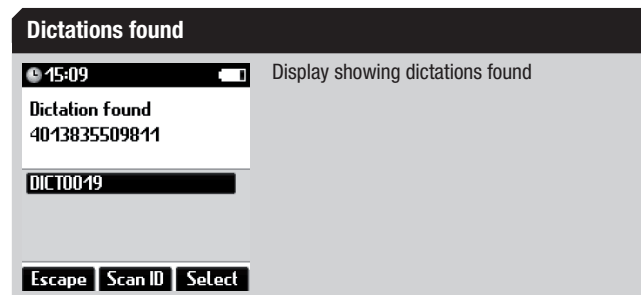 Dictations found
15:09
Display showing dictations found
Dictation found
4013835509811
DICT0019
Escape Scan ID Select